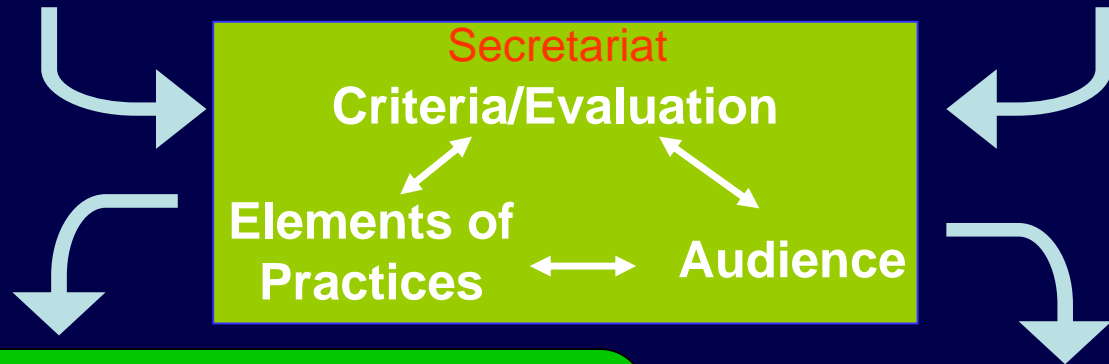 Secretariat
Criteria/Evaluation
Elements of
Practices
Audience